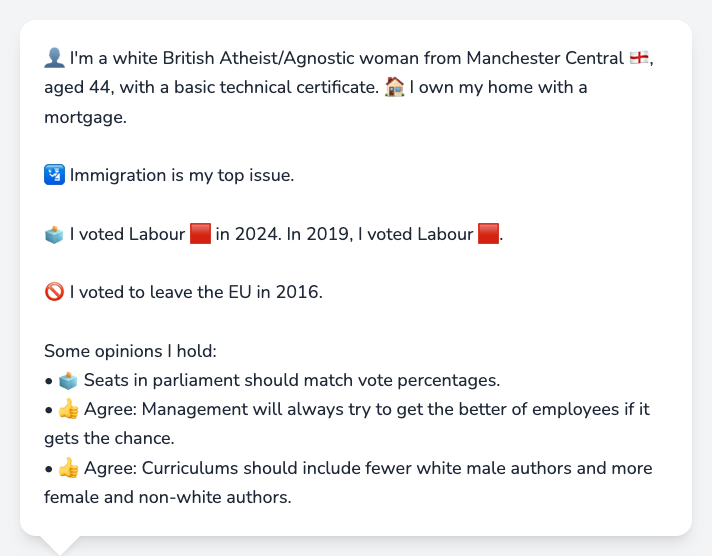 👤 I'm a white British Atheist/Agnostic woman from Manchester Central 🏴󠁧󠁢󠁥󠁮󠁧󠁿,
aged 44, with a basic technical certificate. 🏠 I own my home with a
mortgage.
🛂 Immigration is my top issue.
🗳️ I voted Labour 🟥 in 2024. In 2019, I voted Labour 🟥.
🚫 I voted to leave the EU in 2016.
Some opinions I hold:
• 🗳️ Seats in parliament should match vote percentages.
• 👍 Agree: Management will always try to get the better of employees if it
gets the chance.
• 👍 Agree: Curriculums should include fewer white male authors and more
female and non-white authors.